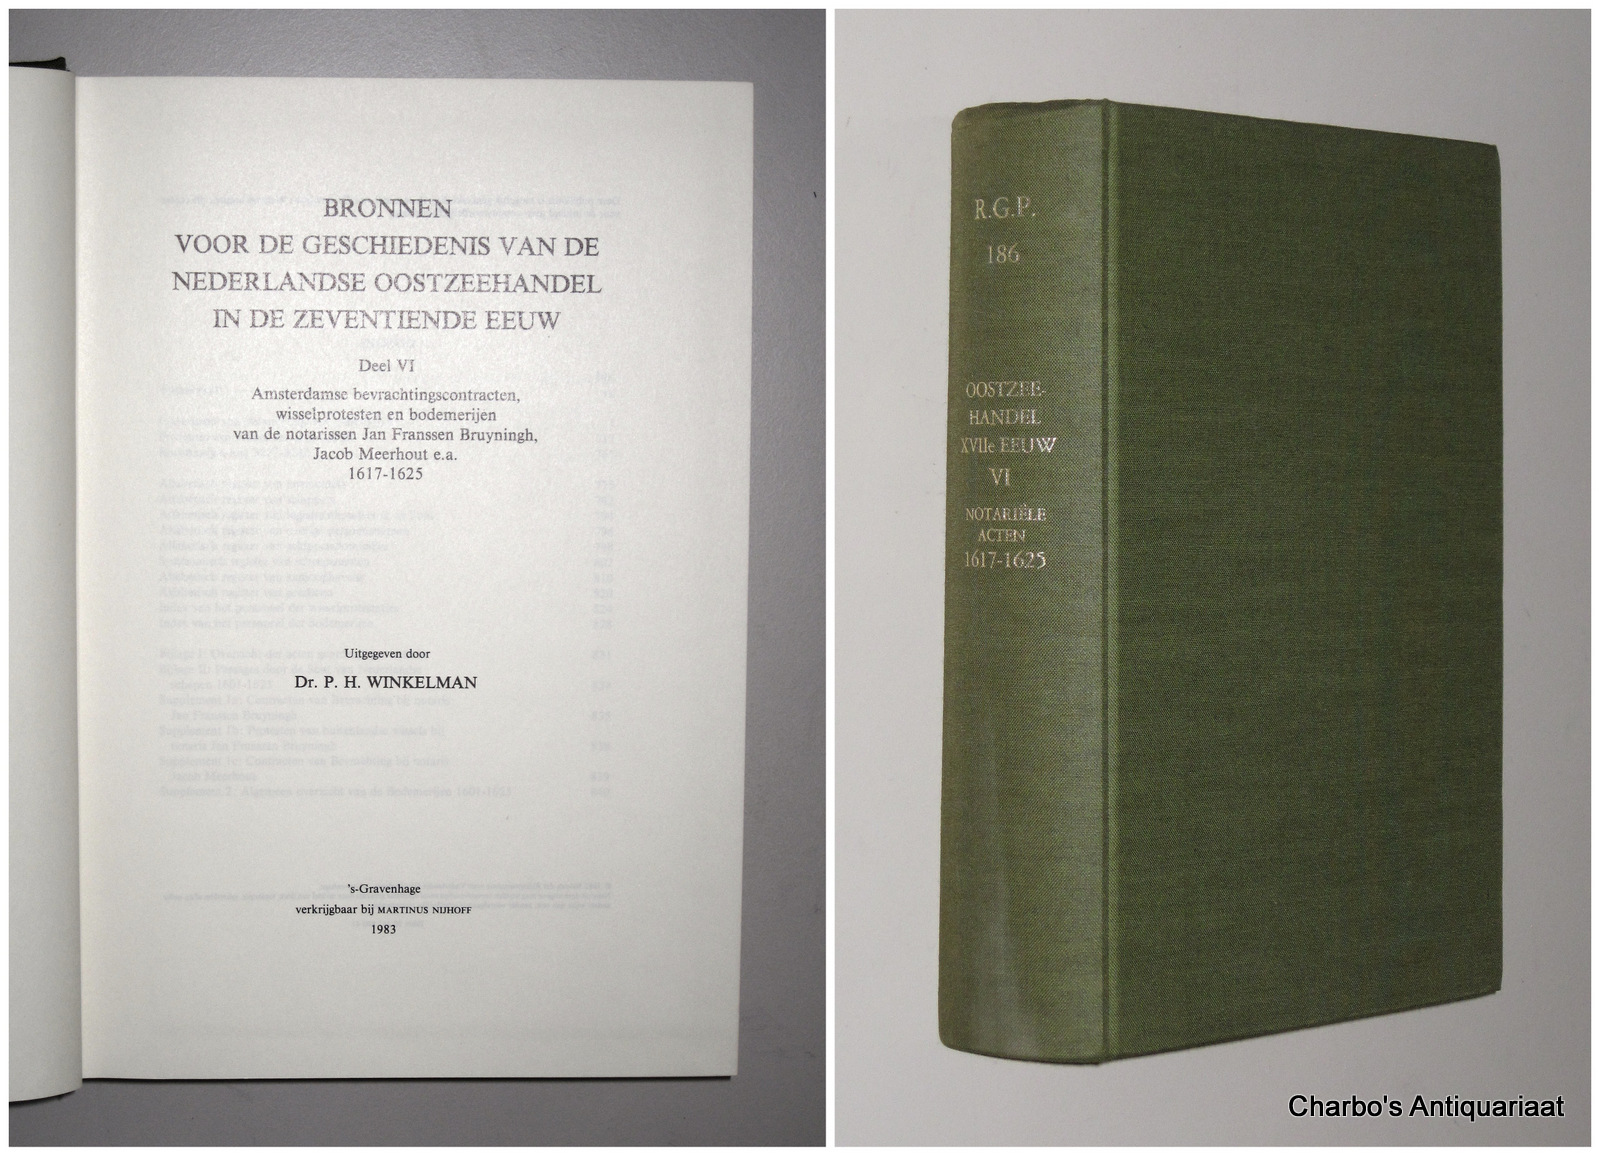 BRONNEN
VOOR DE GESCHIEDENIS VAN DE
NEDERLANDSE OOSTZEEHANDEL
IN DE ZEVENTIENDE EEUW
Deel VI
Amsterdamse bevrachtingscontracten,
wisselprotesten en bodemerijen
van de notarissen Jan Franssen Bruyningh,
Jacob Meerhout e.a.
1617-1625
Uitgegeven door
Dr. P. H. WINKELMAN
's-Gravenhage
verkrijgbaar bij MARTINUS NIJHOFF
1983
R.G.P.
186
OOSTZEE-
HANDEL
XVIIe EEUW
VI
NOTARIËLE
ACTEN
1617-1625
Charbo's Antiquariaat